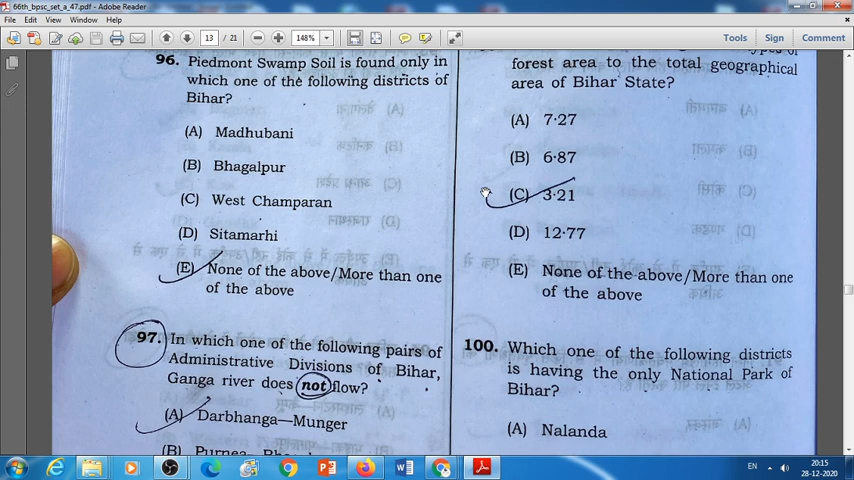 66th_bpsc_set_a_47.pdf - Adobe Reader
File Edit View Window Help
13 / 21 148% Tools Sign Comment
96. Piedmont Swamp Soil is found only in
which one of the following districts of
Bihar?
(A) Madhubani
(B) Bhagalpur
(C) West Champaran
(D) Sitamarhi
(E) None of the above/More than one
of the above
97. In which one of the following pairs of
Administrative Divisions of Bihar,
Ganga river does not flow?
(A) Darbhanga—Munger
(B) Purnea
forest area to the total geographical
area of Bihar State?
(A) 7·27
(B) 6·87
(C) 3·21
(D) 12·77
(E) None of the above/More than one
of the above
100. Which one of the following districts
is having the only National Park of
Bihar?
(A) Nalanda
EN 20:15
28-12-2020